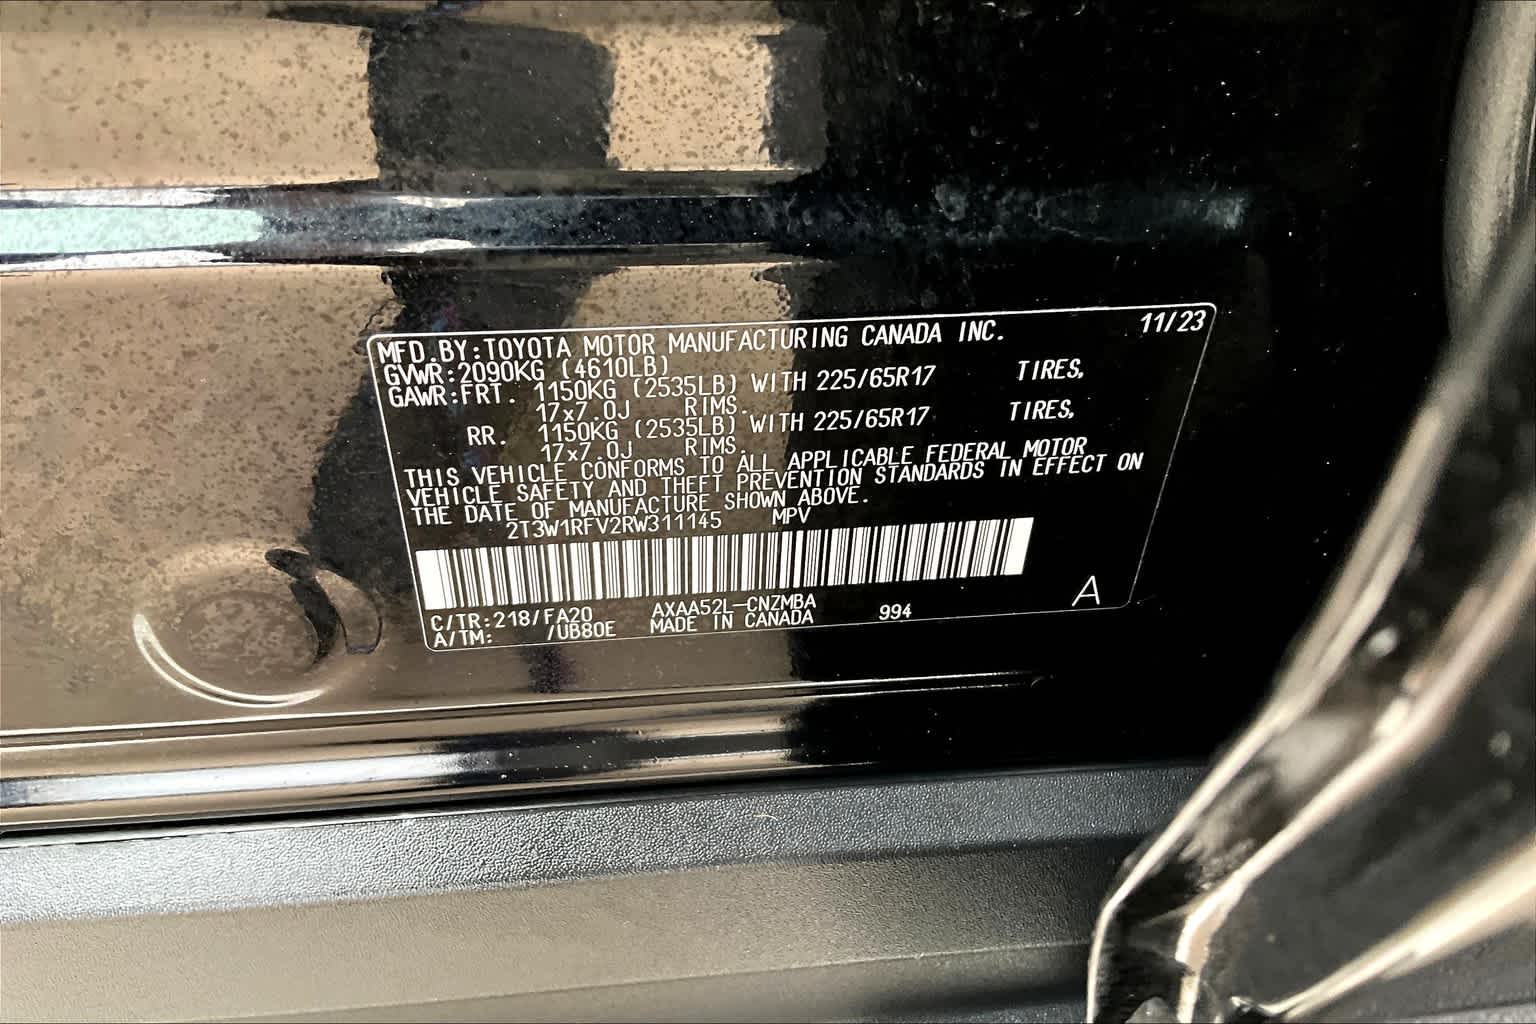 MFD.BY:TOYOTA MOTOR MANUFACTURING CANADA INC. 11/23
GVWR:2090KG (4610LB)
GAWR:FRT. 1150KG (2535LB) WITH 225/65R17 TIRES,
17x7.0J RIMS.
RR. 1150KG (2535LB) WITH 225/65R17 TIRES,
17x7.0J RIMS.
THIS VEHICLE CONFORMS TO ALL APPLICABLE FEDERAL MOTOR
VEHICLE SAFETY AND THEFT PREVENTION STANDARDS IN EFFECT ON
THE DATE OF MANUFACTURE SHOWN ABOVE.
2T3W1RFV2RW311145 MPV
C/TR:218/FA20 AXAA52L-CNZMBA 994 A
A/TM: /UB80E MADE IN CANADA